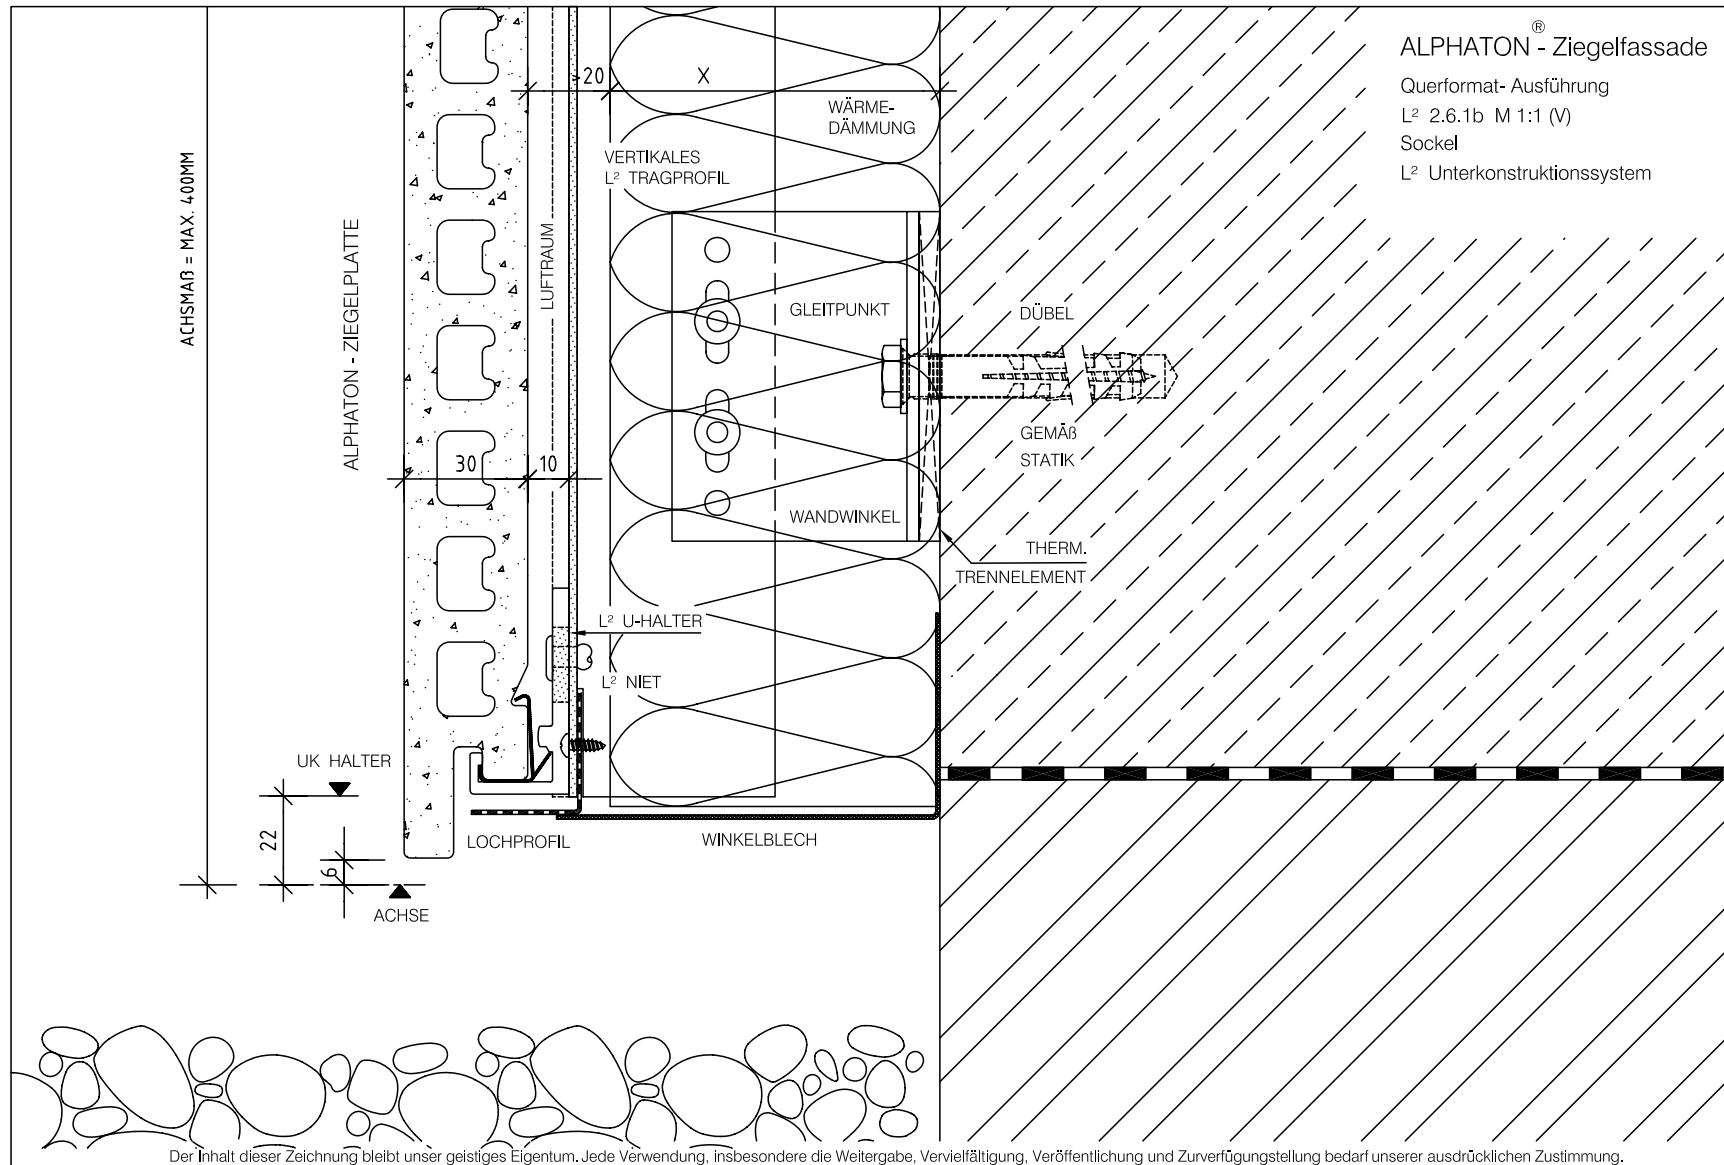 ALPHATON® - Ziegelfassade
Querformat- Ausführung
L² 2.6.1b M 1:1 (V)
Sockel
L² Unterkonstruktionssystem
>20
X
WÄRME-
DÄMMUNG
VERTIKALES
L² TRAGPROFIL
ACHSMAß = MAX. 400MM
ALPHATON - ZIEGELPLATTE
LUFTRAUM
GLEITPUNKT
DÜBEL
GEMÄß
STATIK
30
10
WANDWINKEL
THERM.
TRENNELEMENT
L² U-HALTER
L² NIET
UK HALTER
22
6
LOCHPROFIL
WINKELBLECH
ACHSE
Der Inhalt dieser Zeichnung bleibt unser geistiges Eigentum. Jede Verwendung, insbesondere die Weitergabe, Vervielfältigung, Veröffentlichung und Zurverfügungstellung bedarf unserer ausdrücklichen Zustimmung.